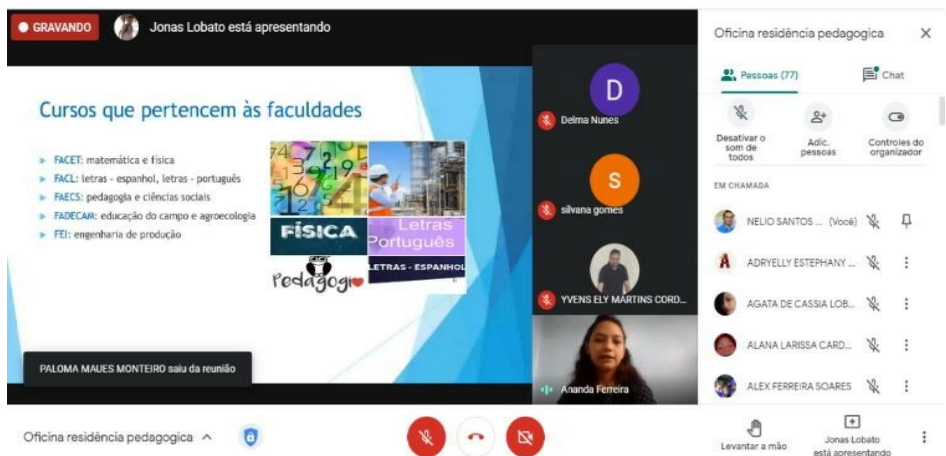 GRAVANDO
Jonas Lobato está apresentando
Cursos que pertencem às faculdades
FACET: matemática e física
FACL: letras - espanhol, letras - português
FAECS: pedagogia e ciências sociais
FADECAM: educação do campo e agroecologia
FEI: engenharia de produção
FÍSICA
Letras
Português
Pedagogi
LETRAS - ESPANHOL
PALOMA MAUES MONTEIRO saiu da reunião
D
Delma Nunes
S
silvana gomes
YVENS ELY MARTINS CORD...
Ananda Ferreira
Oficina residência pedagogica
Pessoas (77)
Chat
Desativar o
som de
todos
Adic.
pessoas
Controles do
organizador
EM CHAMADA
NELIO SANTOS ... (Você)
A
ADRYELLY ESTEPHANY ...
AGATA DE CASSIA LOB...
ALANA LARISSA CARD...
ALEX FERREIRA SOARES
Oficina residência pedagogica
Levantar a mão
Jonas Lobato
está apresentando